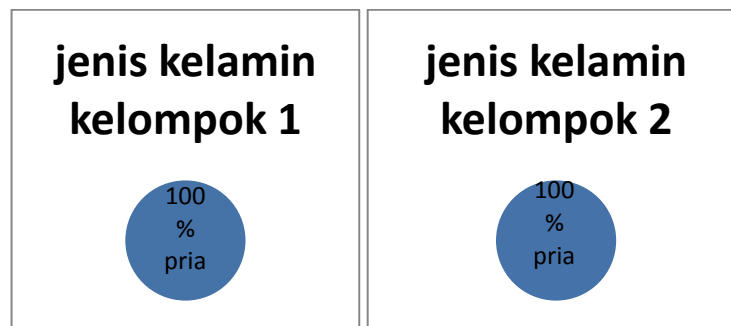 jenis kelamin
kelompok 1
100
%
pria
jenis kelamin
kelompok 2
100
%
pria